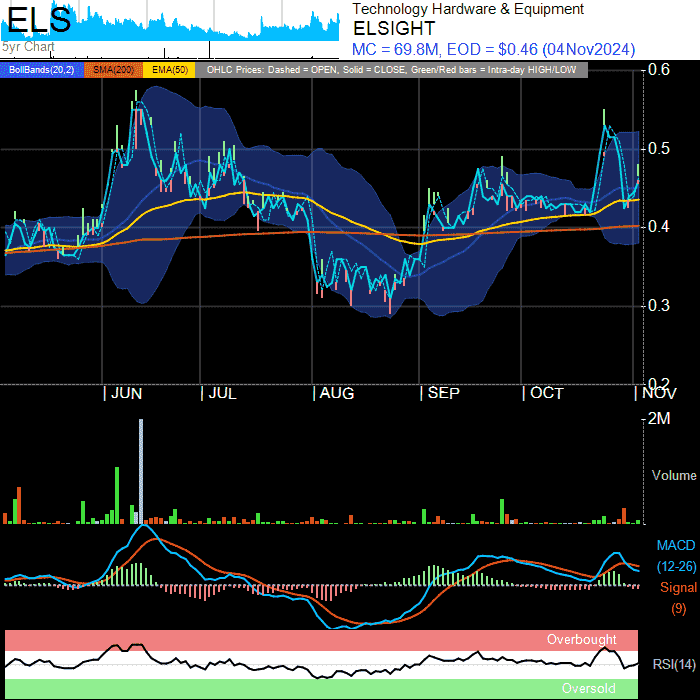 ELS
5yr Chart
Technology Hardware & Equipment
ELSIGHT
MC = 69.8M, EOD = $0.46 (04Nov2024)
BollBands(20,2) SMA(200) EMA(50) OHLC Prices: Dashed = OPEN, Solid = CLOSE, Green/Red bars = Intra-day HIGH/LOW
0.6
0.5
0.4
0.3
0.2
JUN JUL AUG SEP OCT NOV
2M
Volume
MACD
(12-26)
Signal
(9)
Overbought
RSI(14)
Oversold